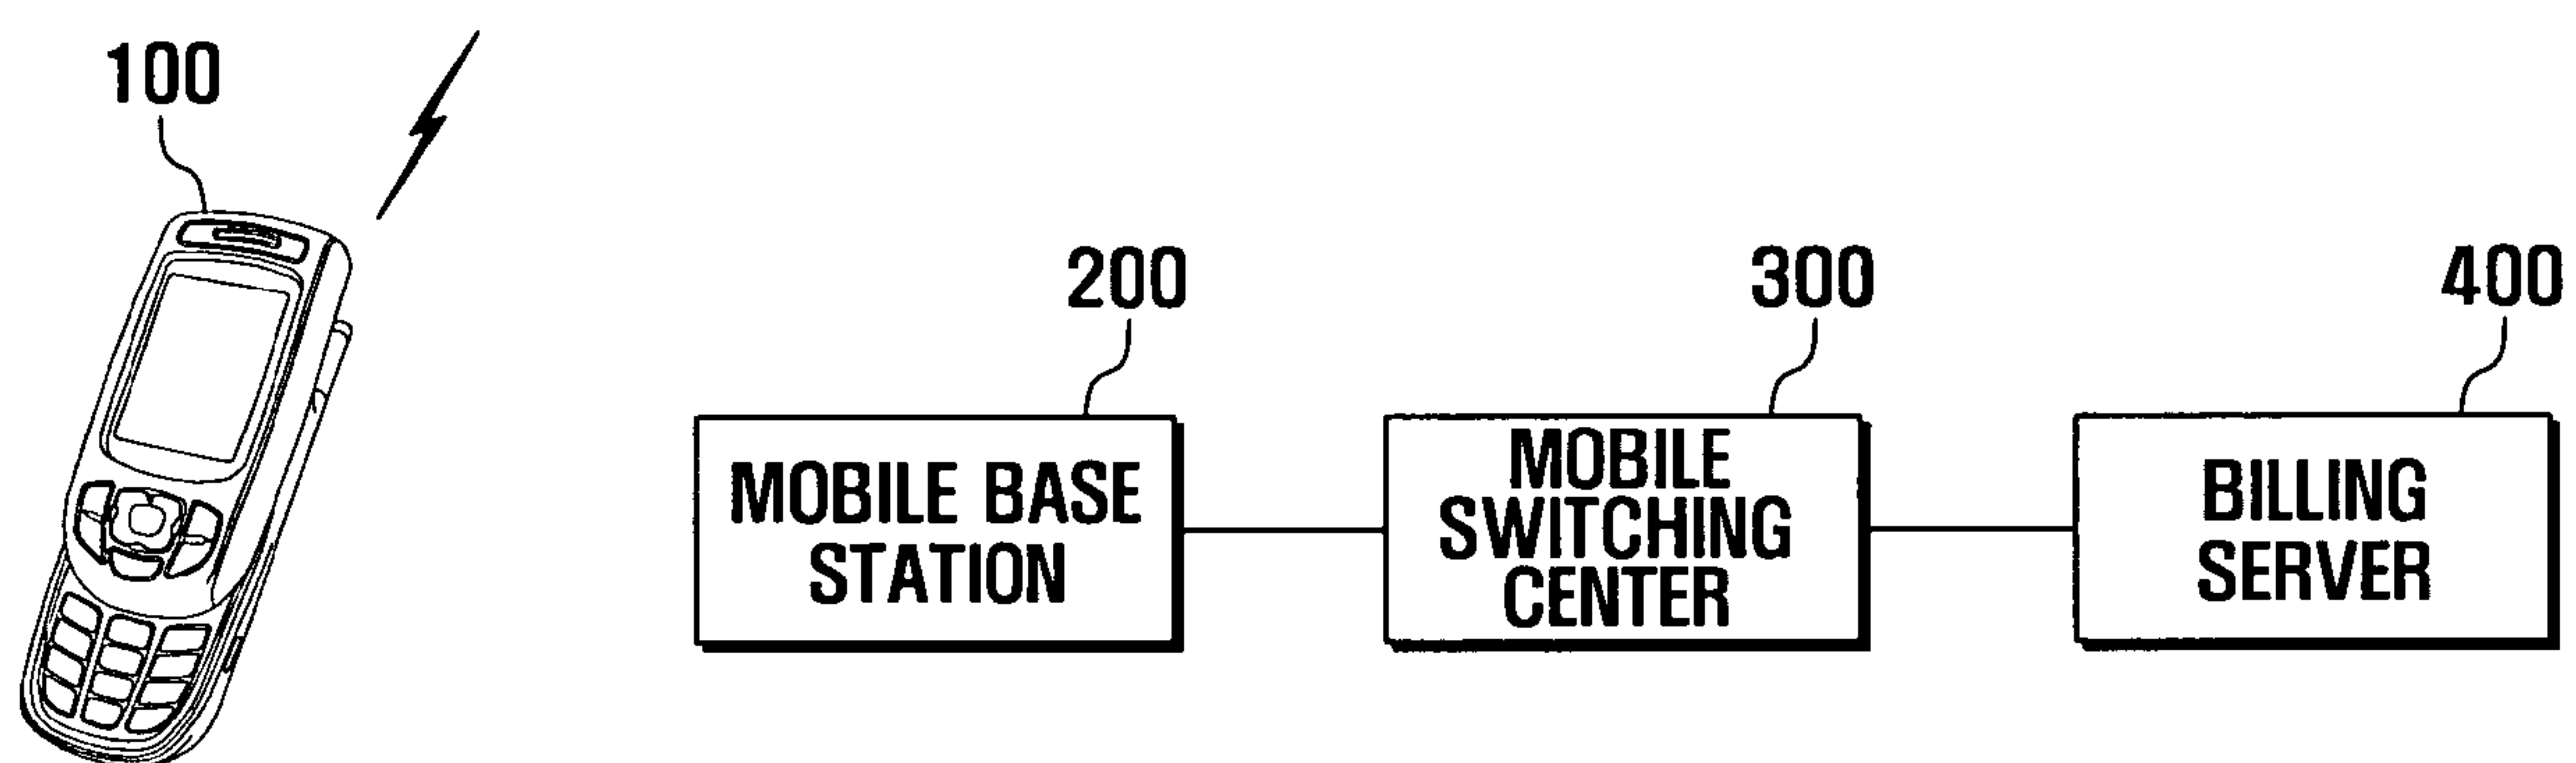 100
200
300
400
MOBILE BASE
STATION
MOBILE
SWITCHING
CENTER
BILLING
SERVER